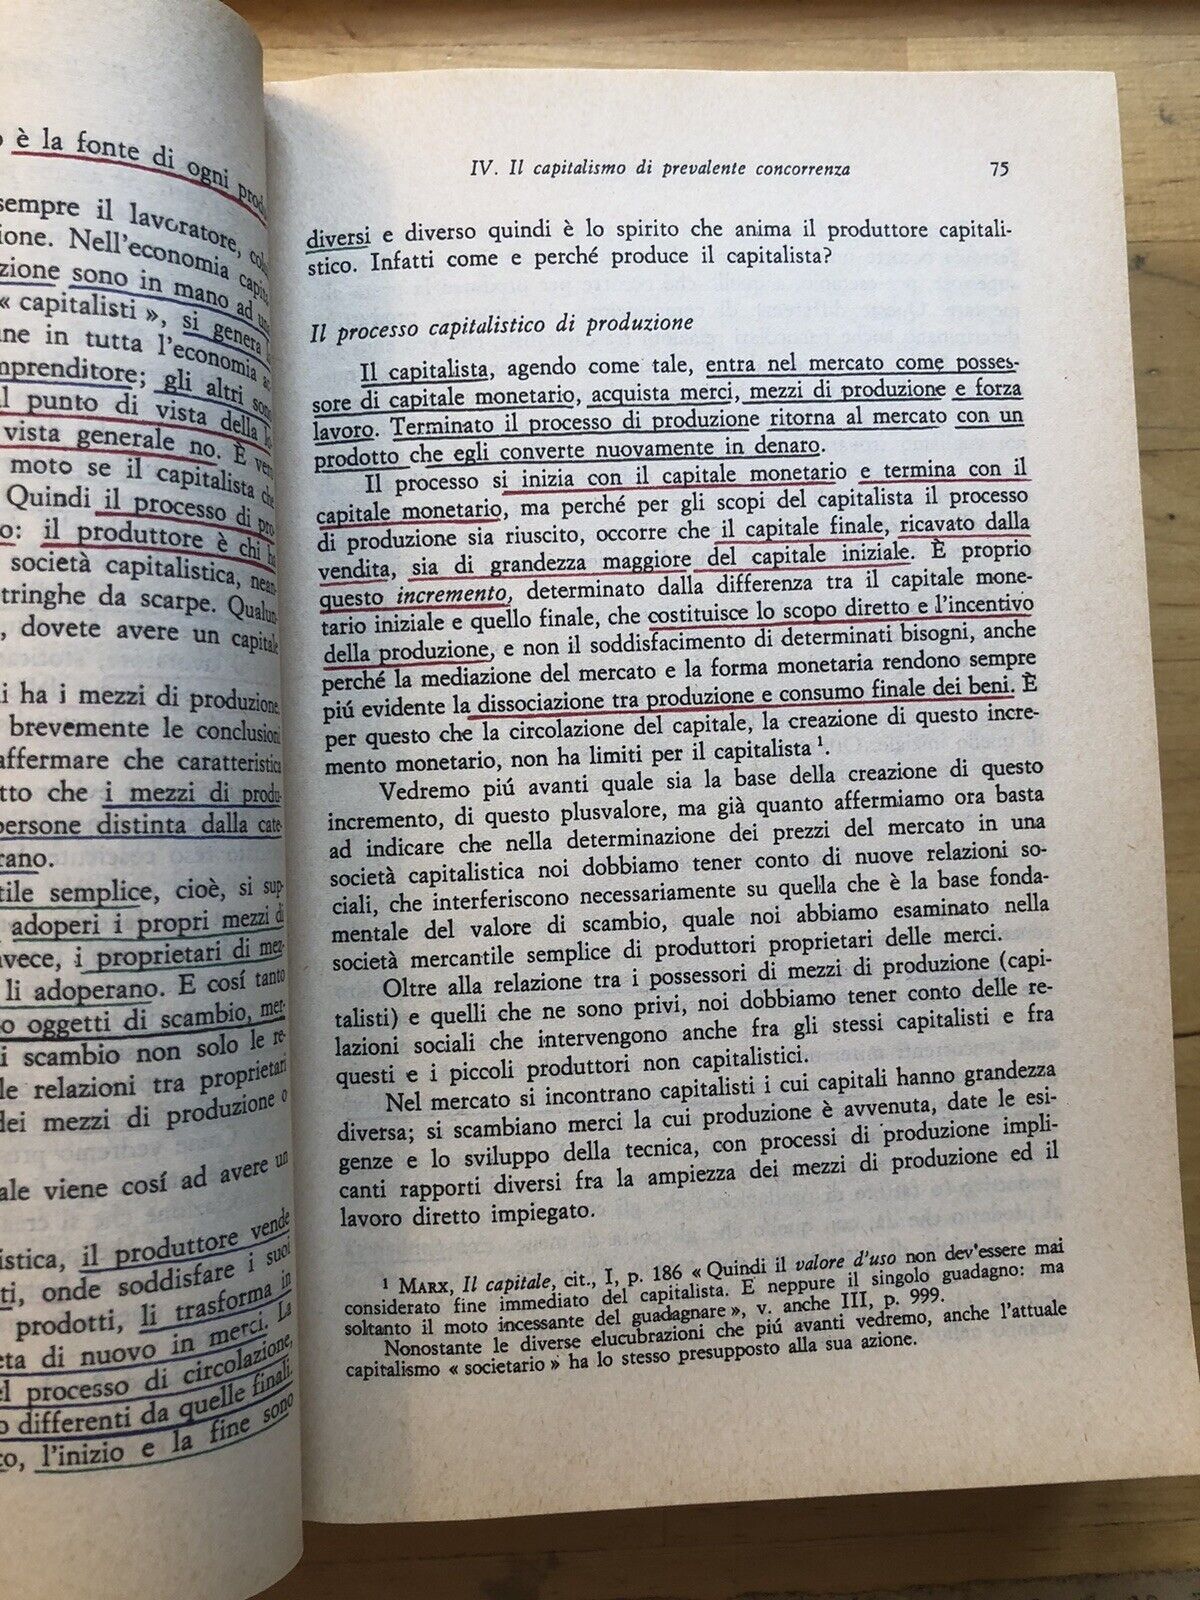 è la fonte di ogni
sempre il lavoratore,
ione. Nell'economia
zione sono in mano ad
« capitalisti », si genera
ne in tutta l'economia
mprenditore; gli altri
l punto di vista della
vista generale no. È
moto se il capitalista che
Quindi il processo di pro-
o: il produttore è chi ha
società capitalistica, nean-
tringhe da scarpe. Qualun-
, dovete avere un capitale
i ha i mezzi di produzione,
brevemente le conclusioni
affermare che caratteristica
tto che i mezzi di produ-
persone distinta dalla cate-
rano.
tile semplice, cioè, si sup-
adoperi i propri mezzi di
nvece, i proprietari di mez-
li adoperano. E cosí tanto
o oggetti di scambio, mer-
i scambio non solo le re-
le relazioni tra proprietari
dei mezzi di produzione o
ale viene cosí ad avere un
istica, il produttore vende
ti, onde soddisfare i suoi
prodotti, li trasforma in
eta di nuovo in merci. La
el processo di circolazione,
o differenti da quelle finali.
co, l'inizio e la fine sono
IV. Il capitalismo di prevalente concorrenza 75
diversi e diverso quindi è lo spirito che anima il produttore capitali-
stico. Infatti come e perché produce il capitalista?
Il processo capitalistico di produzione
Il capitalista, agendo come tale, entra nel mercato come posses-
sore di capitale monetario, acquista merci, mezzi di produzione e forza
lavoro. Terminato il processo di produzione ritorna al mercato con un
prodotto che egli converte nuovamente in denaro.
Il processo si inizia con il capitale monetario e termina con il
capitale monetario, ma perché per gli scopi del capitalista il processo
di produzione sia riuscito, occorre che il capitale finale, ricavato dalla
vendita, sia di grandezza maggiore del capitale iniziale. È proprio
questo incremento, determinato dalla differenza tra il capitale mone-
tario iniziale e quello finale, che costituisce lo scopo diretto e l'incentivo
della produzione, e non il soddisfacimento di determinati bisogni, anche
perché la mediazione del mercato e la forma monetaria rendono sempre
piú evidente la dissociazione tra produzione e consumo finale dei beni. È
per questo che la circolazione del capitale, la creazione di questo incre-
mento monetario, non ha limiti per il capitalista¹.
Vedremo piú avanti quale sia la base della creazione di questo
incremento, di questo plusvalore, ma già quanto affermiamo ora basta
ad indicare che nella determinazione dei prezzi del mercato in una
società capitalistica noi dobbiamo tener conto di nuove relazioni so-
ciali, che interferiscono necessariamente su quella che è la base fonda-
mentale del valore di scambio, quale noi abbiamo esaminato nella
società mercantile semplice di produttori proprietari delle merci.
Oltre alla relazione tra i possessori di mezzi di produzione (capi-
talisti) e quelli che ne sono privi, noi dobbiamo tener conto delle re-
lazioni sociali che intervengono anche fra gli stessi capitalisti e fra
questi e i piccoli produttori non capitalistici.
Nel mercato si incontrano capitalisti i cui capitali hanno grandezza
diversa; si scambiano merci la cui produzione è avvenuta, date le esi-
genze e lo sviluppo della tecnica, con processi di produzione impli-
canti rapporti diversi fra la ampiezza dei mezzi di produzione ed il
lavoro diretto impiegato.
¹ MARX, Il capitale, cit., I, p. 186 « Quindi il valore d'uso non dev'essere mai
considerato fine immediato del capitalista. E neppure il singolo guadagno: ma
soltanto il moto incessante del guadagnare », v. anche III, p. 999.
Nonostante le diverse elucubrazioni che piú avanti vedremo, anche l'attuale
capitalismo « societario » ha lo stesso presupposto alla sua azione.